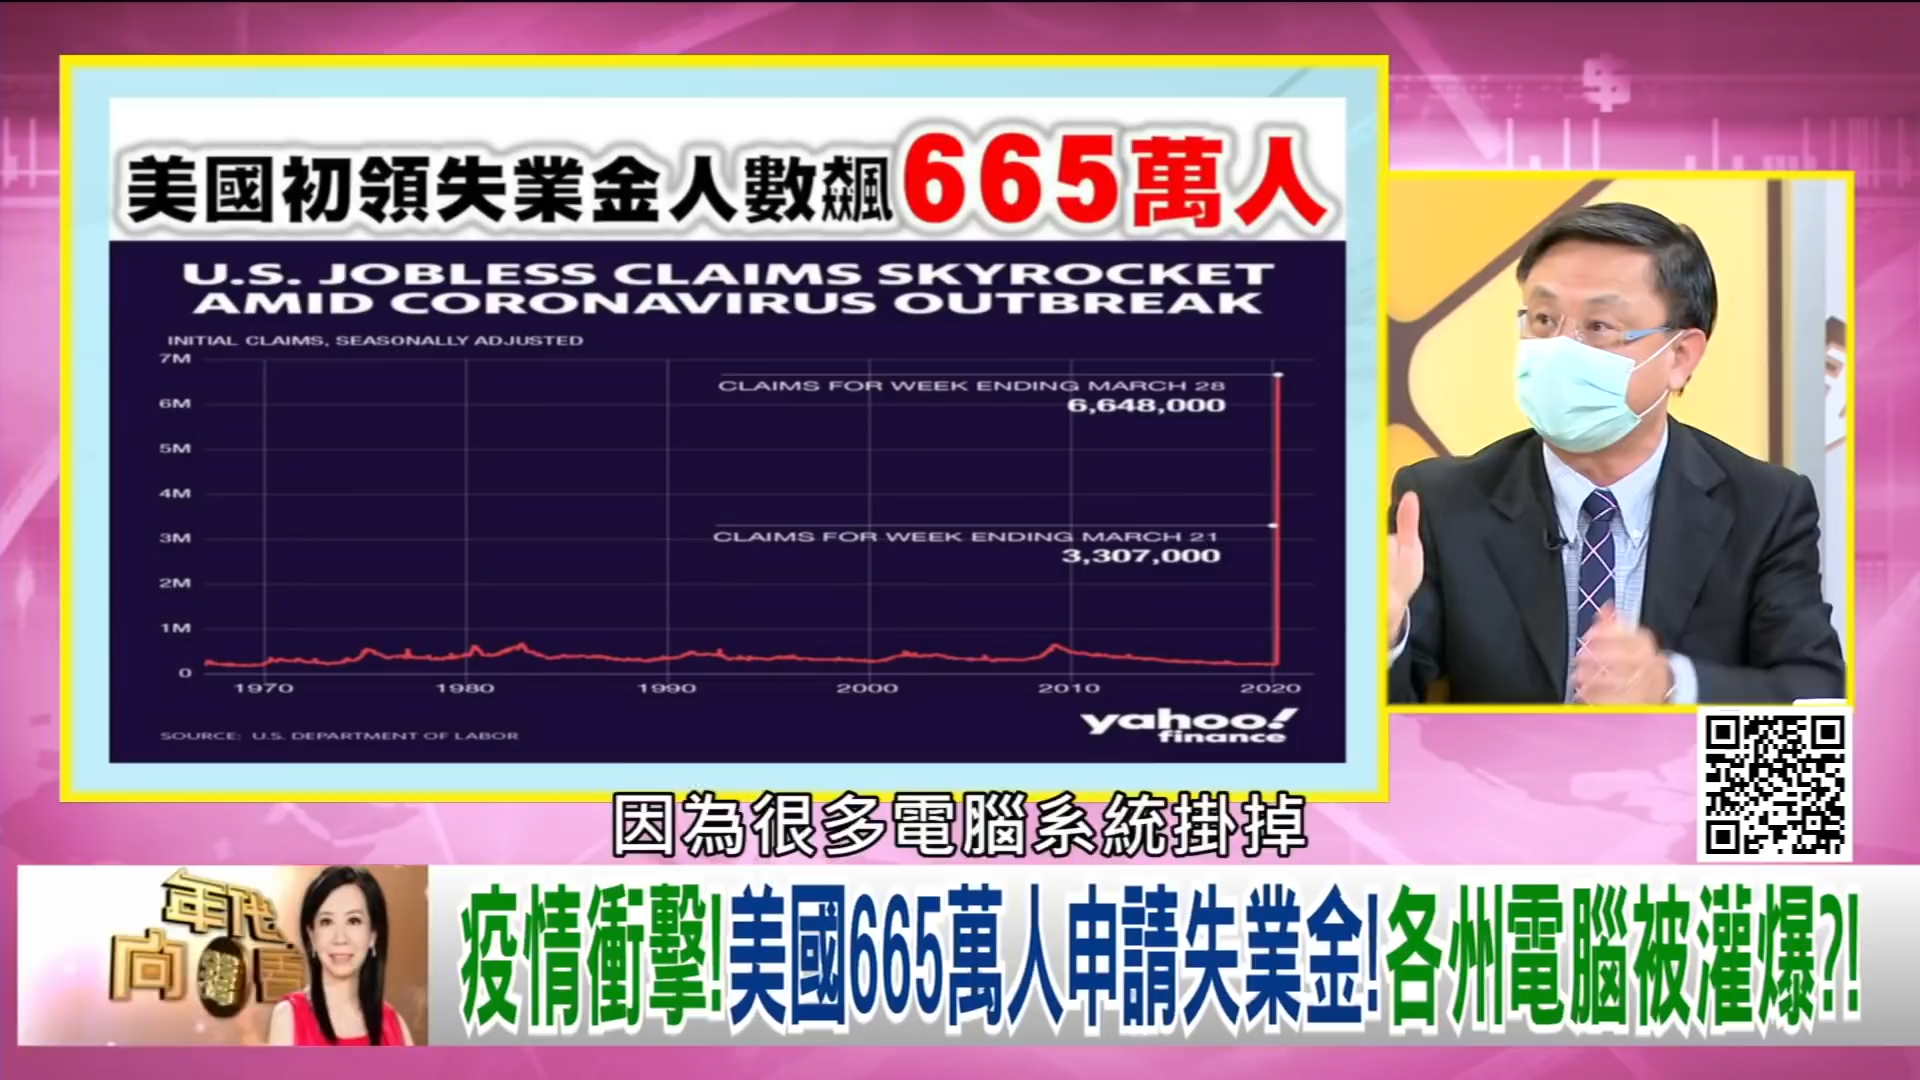 美國初領失業金人數飆665萬人
U.S. JOBLESS CLAIMS SKYROCKET
AMID CORONAVIRUS OUTBREAK
INITIAL CLAIMS, SEASONALLY ADJUSTED
7M
CLAIMS FOR WEEK ENDING MARCH 28
6M
6,648,000
5M
4M
3M
CLAIMS FOR WEEK ENDING MARCH 21
3,307,000
2M
1M
0
1970 1980 1990 2000 2010 2020
yahoo!
finance
SOURCE: U.S. DEPARTMENT OF LABOR
因為很多電腦系統掛掉
年代
向錢看
疫情衝擊!美國665萬人申請失業金!各州電腦被灌爆?!